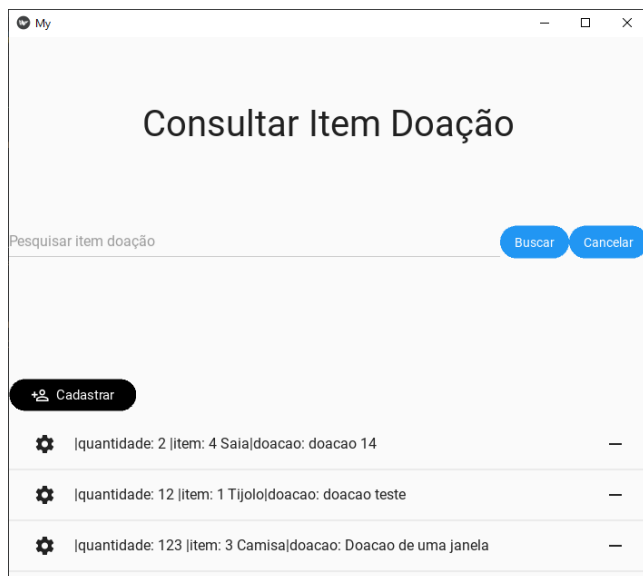 My
Consultar Item Doação
Pesquisar item doação
Buscar
Cancelar
Cadastrar
|quantidade: 2 |item: 4 Saia|doacao: doacao 14
|quantidade: 12 |item: 1 Tijolo|doacao: doacao teste
|quantidade: 123 |item: 3 Camisa|doacao: Doacao de uma janela